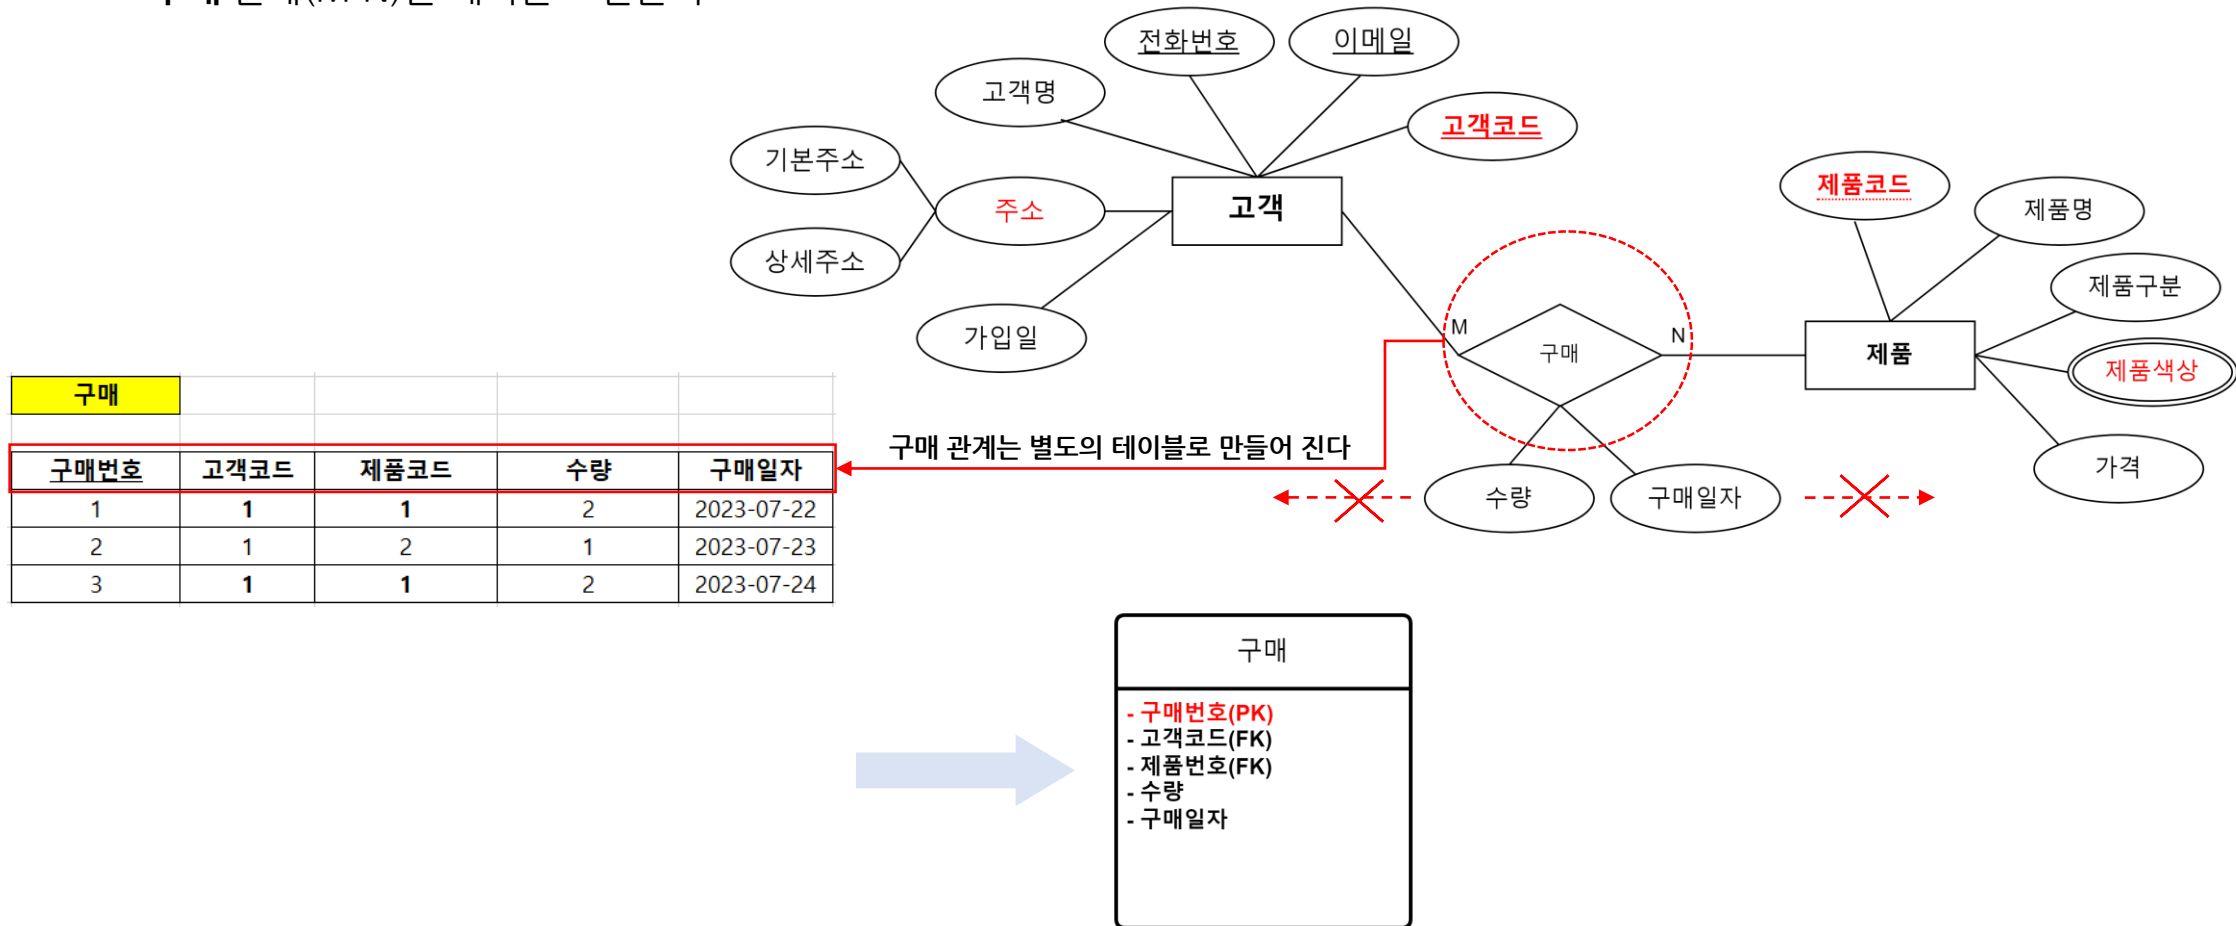 전화번호
이메일
고객명
고객코드
기본주소
주소
고객
상세주소
가입일
제품코드
제품명
제품구분
제품
제품색상
가격
M
구매
N
수량
구매일자
구매 관계는 별도의 테이블로 만들어 진다
구매
구매번호 고객코드 제품코드 수량 구매일자
1 1 1 2 2023-07-22
2 1 2 1 2023-07-23
3 1 1 2 2023-07-24
구매
- 구매번호(PK)
- 고객코드(FK)
- 제품번호(FK)
- 수량
- 구매일자